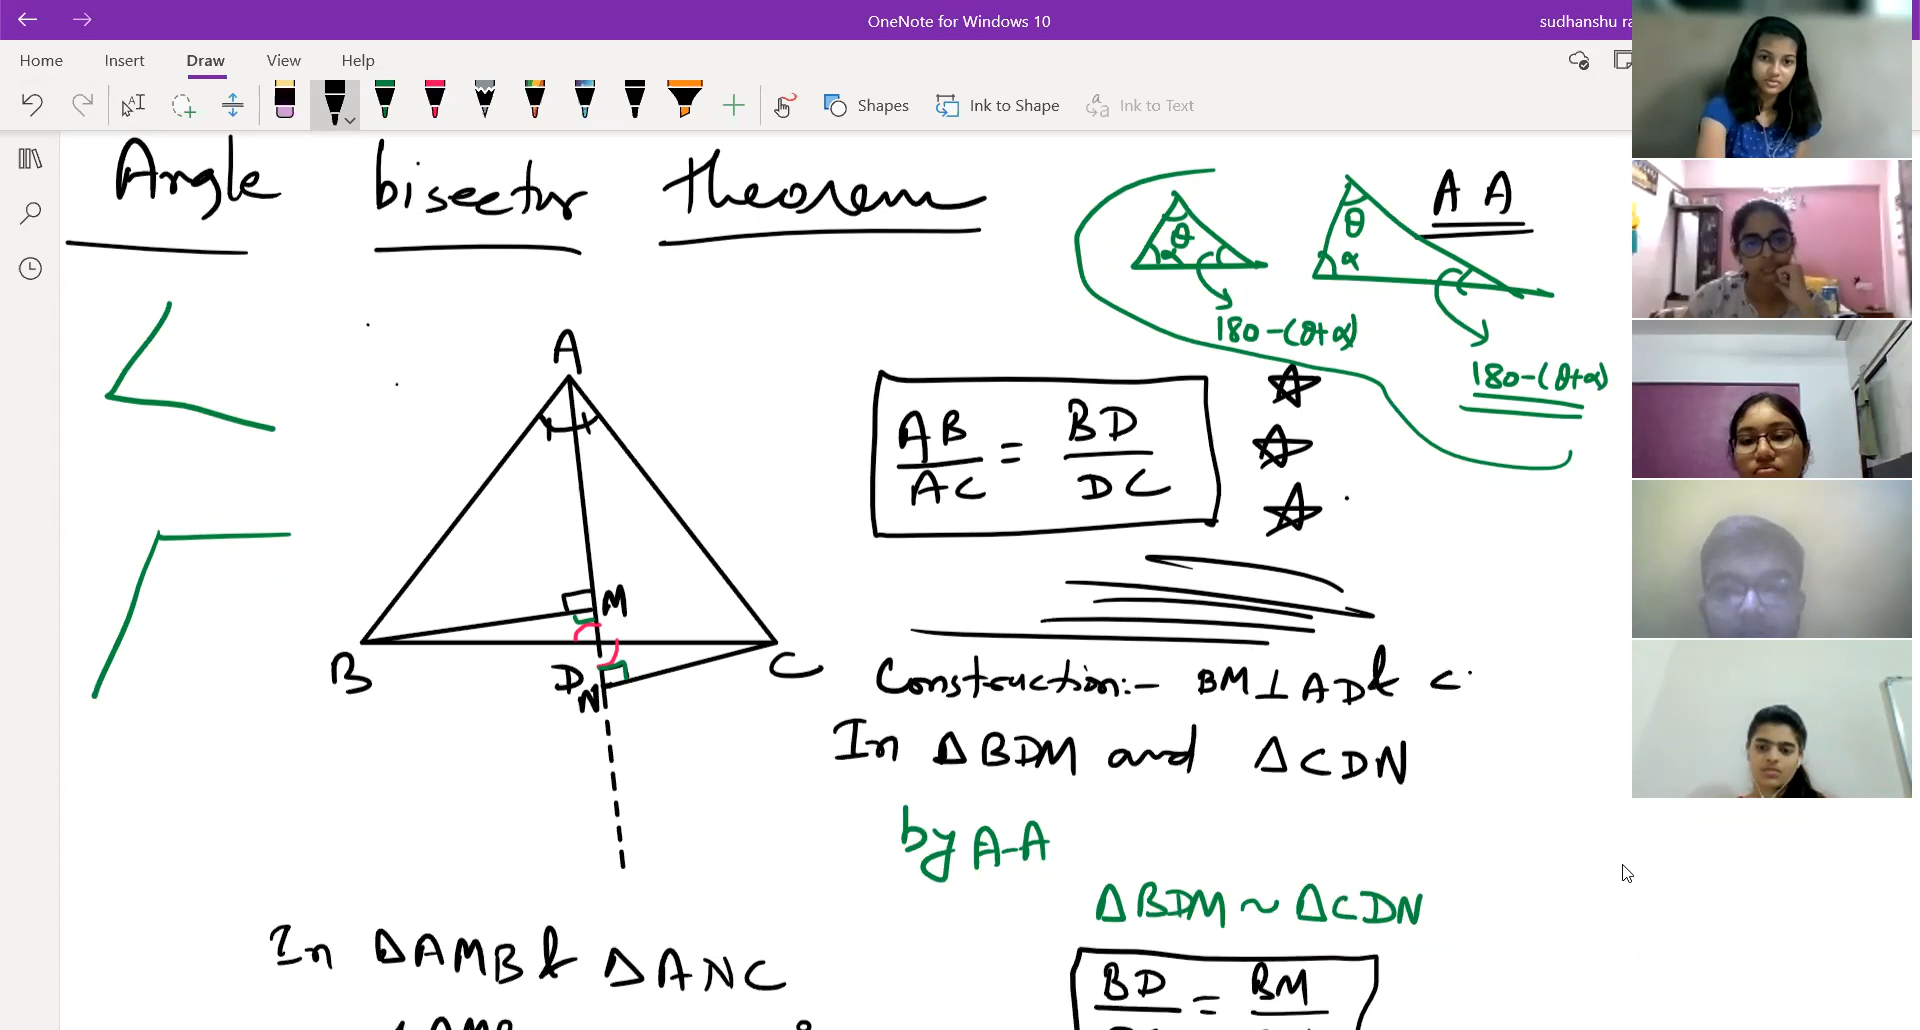 OneNote for Windows 10
sudhanshu ra
Home Insert Draw View Help
Shapes Ink to Shape Ink to Text
Angle bisector theorem
A A
θ α
θ α
180-(θ+α)
180-(θ+α)
A
AB/AC = BD/DC
M
B D C
N
Construction:- BM⊥AD & C
In ΔBDM and ΔCDN
by A-A
ΔBDM ~ ΔCDN
In ΔAMB & ΔANC
BD = BM